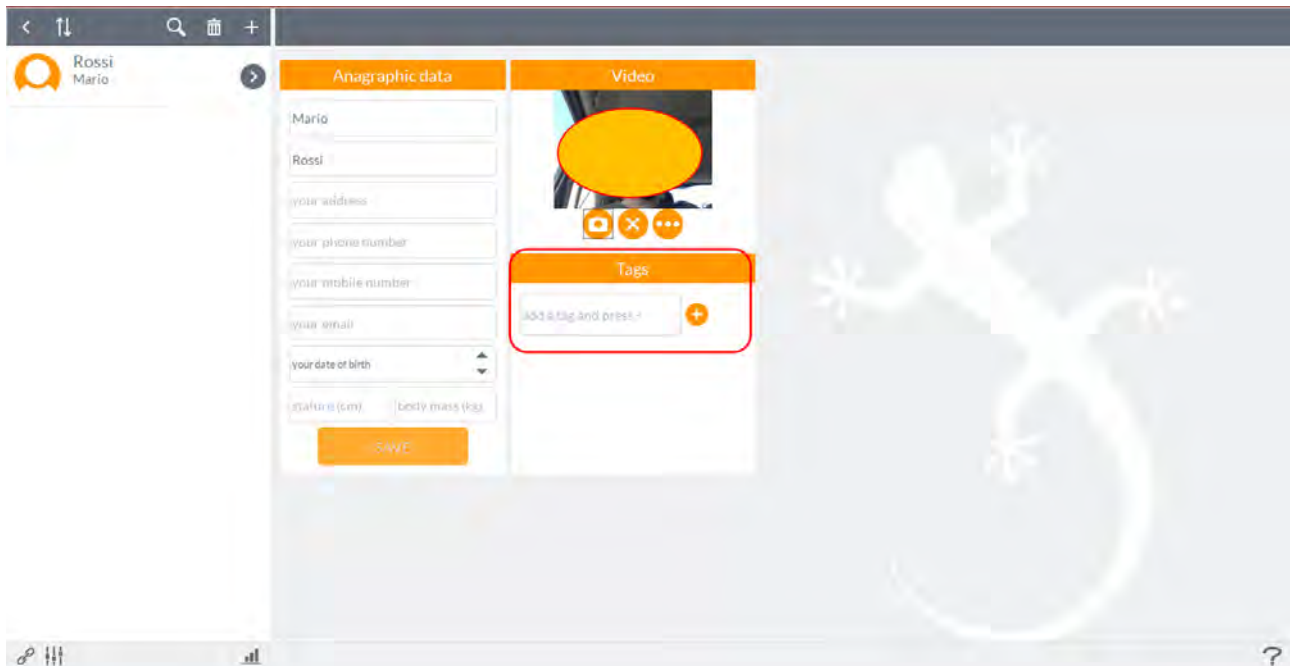 Rossi
Mario
Anagraphic data
Mario
Rossi
your address
your phone number
your mobile number
your email
your date of birth
stature (cm)
body mass (kg)
SAVE
Video
Tags
add a tag and press +